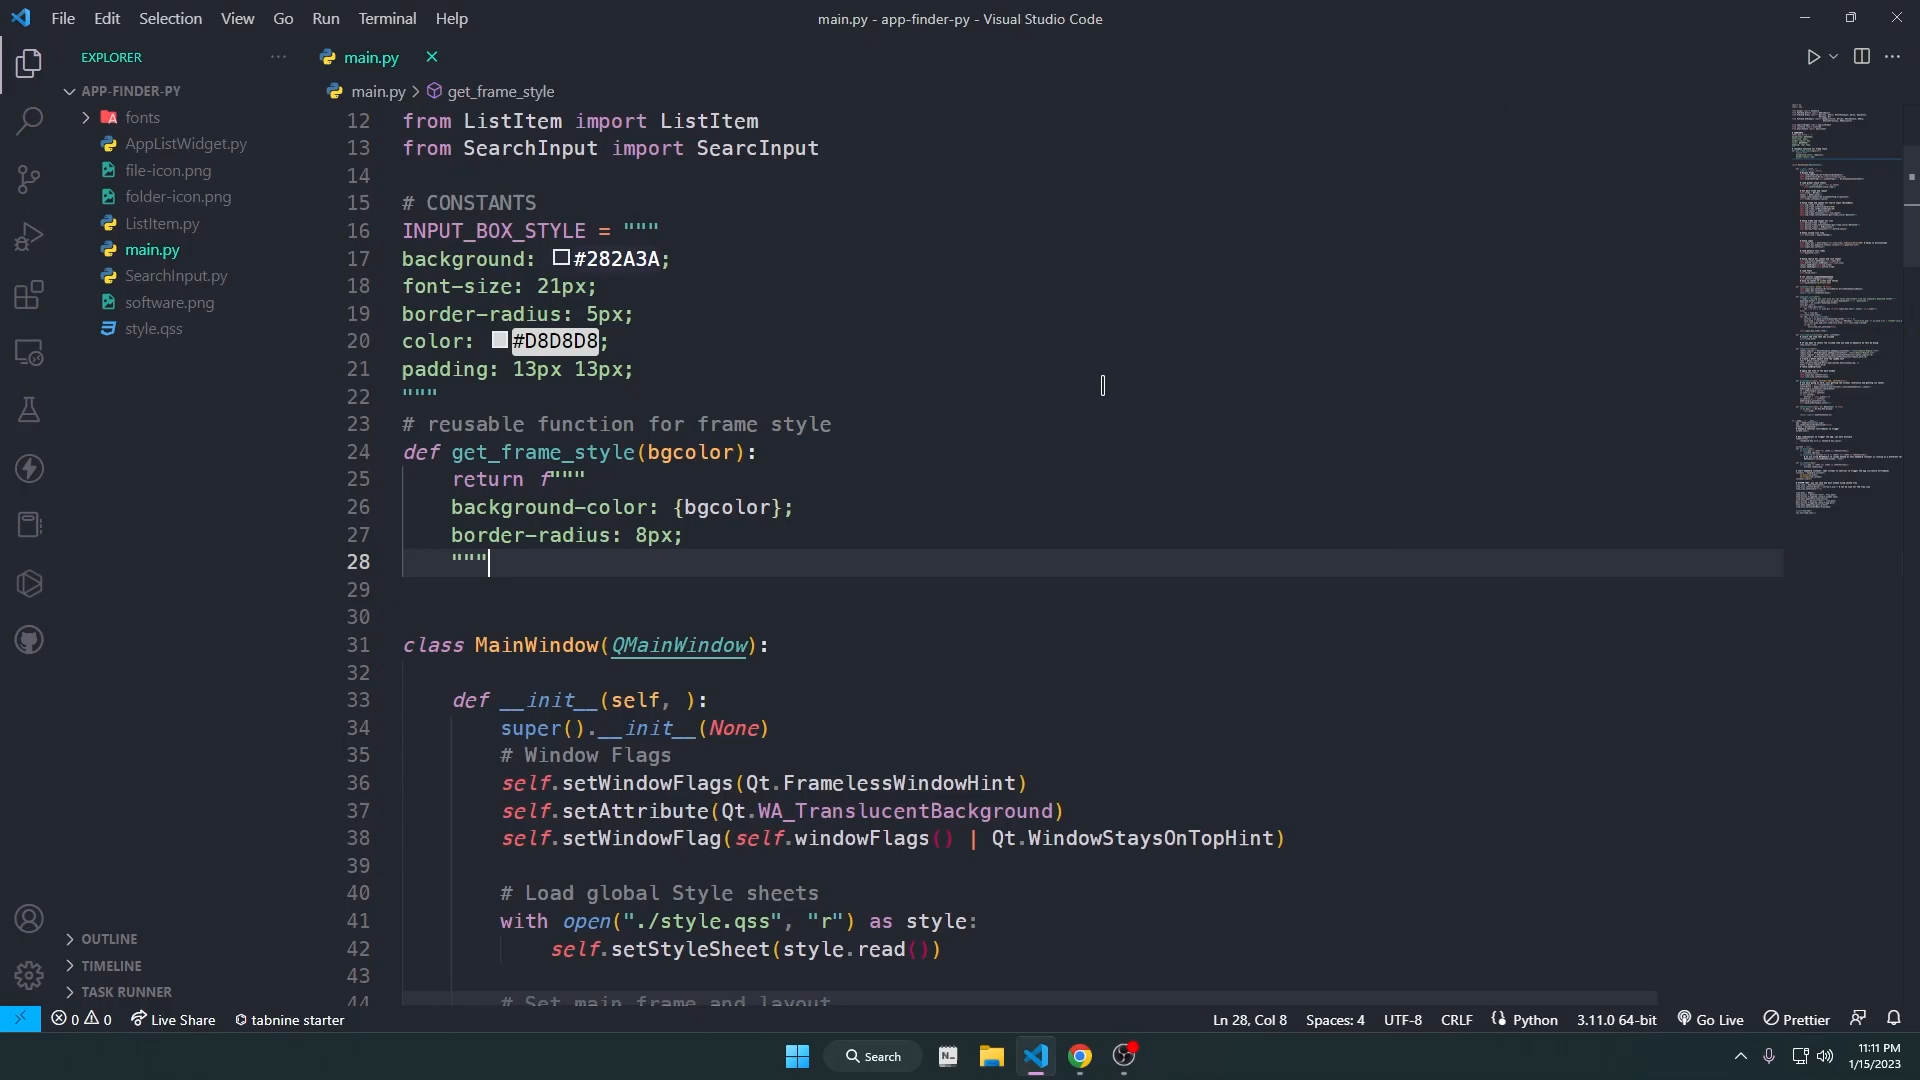 File Edit Selection View Go Run Terminal Help
main.py - app-finder-py - Visual Studio Code
EXPLORER
main.py
APP-FINDER-PY
main.py > get_frame_style
fonts
AppListWidget.py
file-icon.png
folder-icon.png
ListItem.py
main.py
SearchInput.py
software.png
style.qss
12 from ListItem import ListItem
13 from SearchInput import SearcInput
14
15 # CONSTANTS
16 INPUT_BOX_STYLE = """
17 background: #282A3A;
18 font-size: 21px;
19 border-radius: 5px;
20 color: #D8D8D8;
21 padding: 13px 13px;
22 """
23 # reusable function for frame style
24 def get_frame_style(bgcolor):
25 return f"""
26 background-color: {bgcolor};
27 border-radius: 8px;
28 """
29
30
31 class MainWindow(QMainWindow):
32
33 def __init__(self, ):
34 super().__init__(None)
35 # Window Flags
36 self.setWindowFlags(Qt.FramelessWindowHint)
37 self.setAttribute(Qt.WA_TranslucentBackground)
38 self.setWindowFlag(self.windowFlags() | Qt.WindowStaysOnTopHint)
39
40 # Load global Style sheets
41 with open("./style.qss", "r") as style:
42 self.setStyleSheet(style.read())
43
44 # Set main frame and layout
OUTLINE
TIMELINE
TASK RUNNER
0 0 Live Share tabnine starter
Ln 28, Col 8 Spaces: 4 UTF-8 CRLF Python 3.11.0 64-bit Go Live Prettier
Search
11:11 PM
1/15/2023